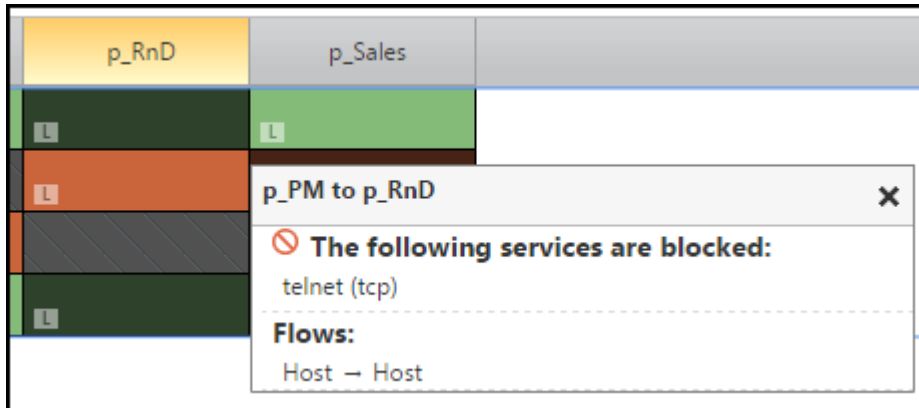 p_RnD p_Sales
L L
L
p_PM to p_RnD ×
The following services are blocked:
telnet (tcp)
L
Flows:
Host → Host